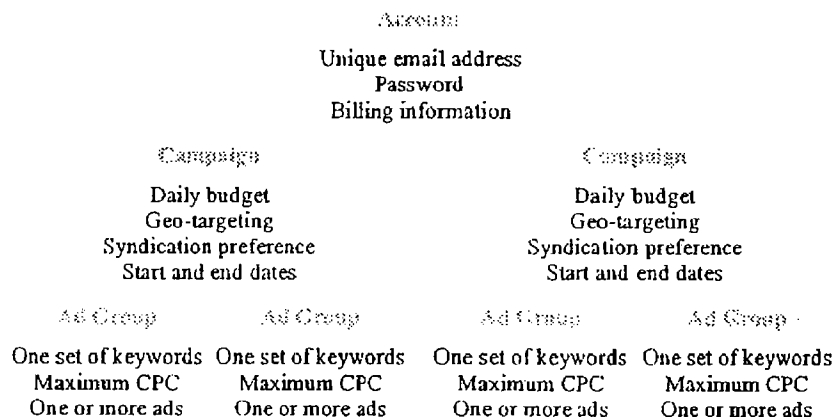 Account
Unique email address
Password
Billing information
Campaign Campaign
Daily budget Daily budget
Geo-targeting Geo-targeting
Syndication preference Syndication preference
Start and end dates Start and end dates
Ad Group Ad Group Ad Group Ad Group
One set of keywords One set of keywords One set of keywords One set of keywords
Maximum CPC Maximum CPC Maximum CPC Maximum CPC
One or more ads One or more ads One or more ads One or more ads